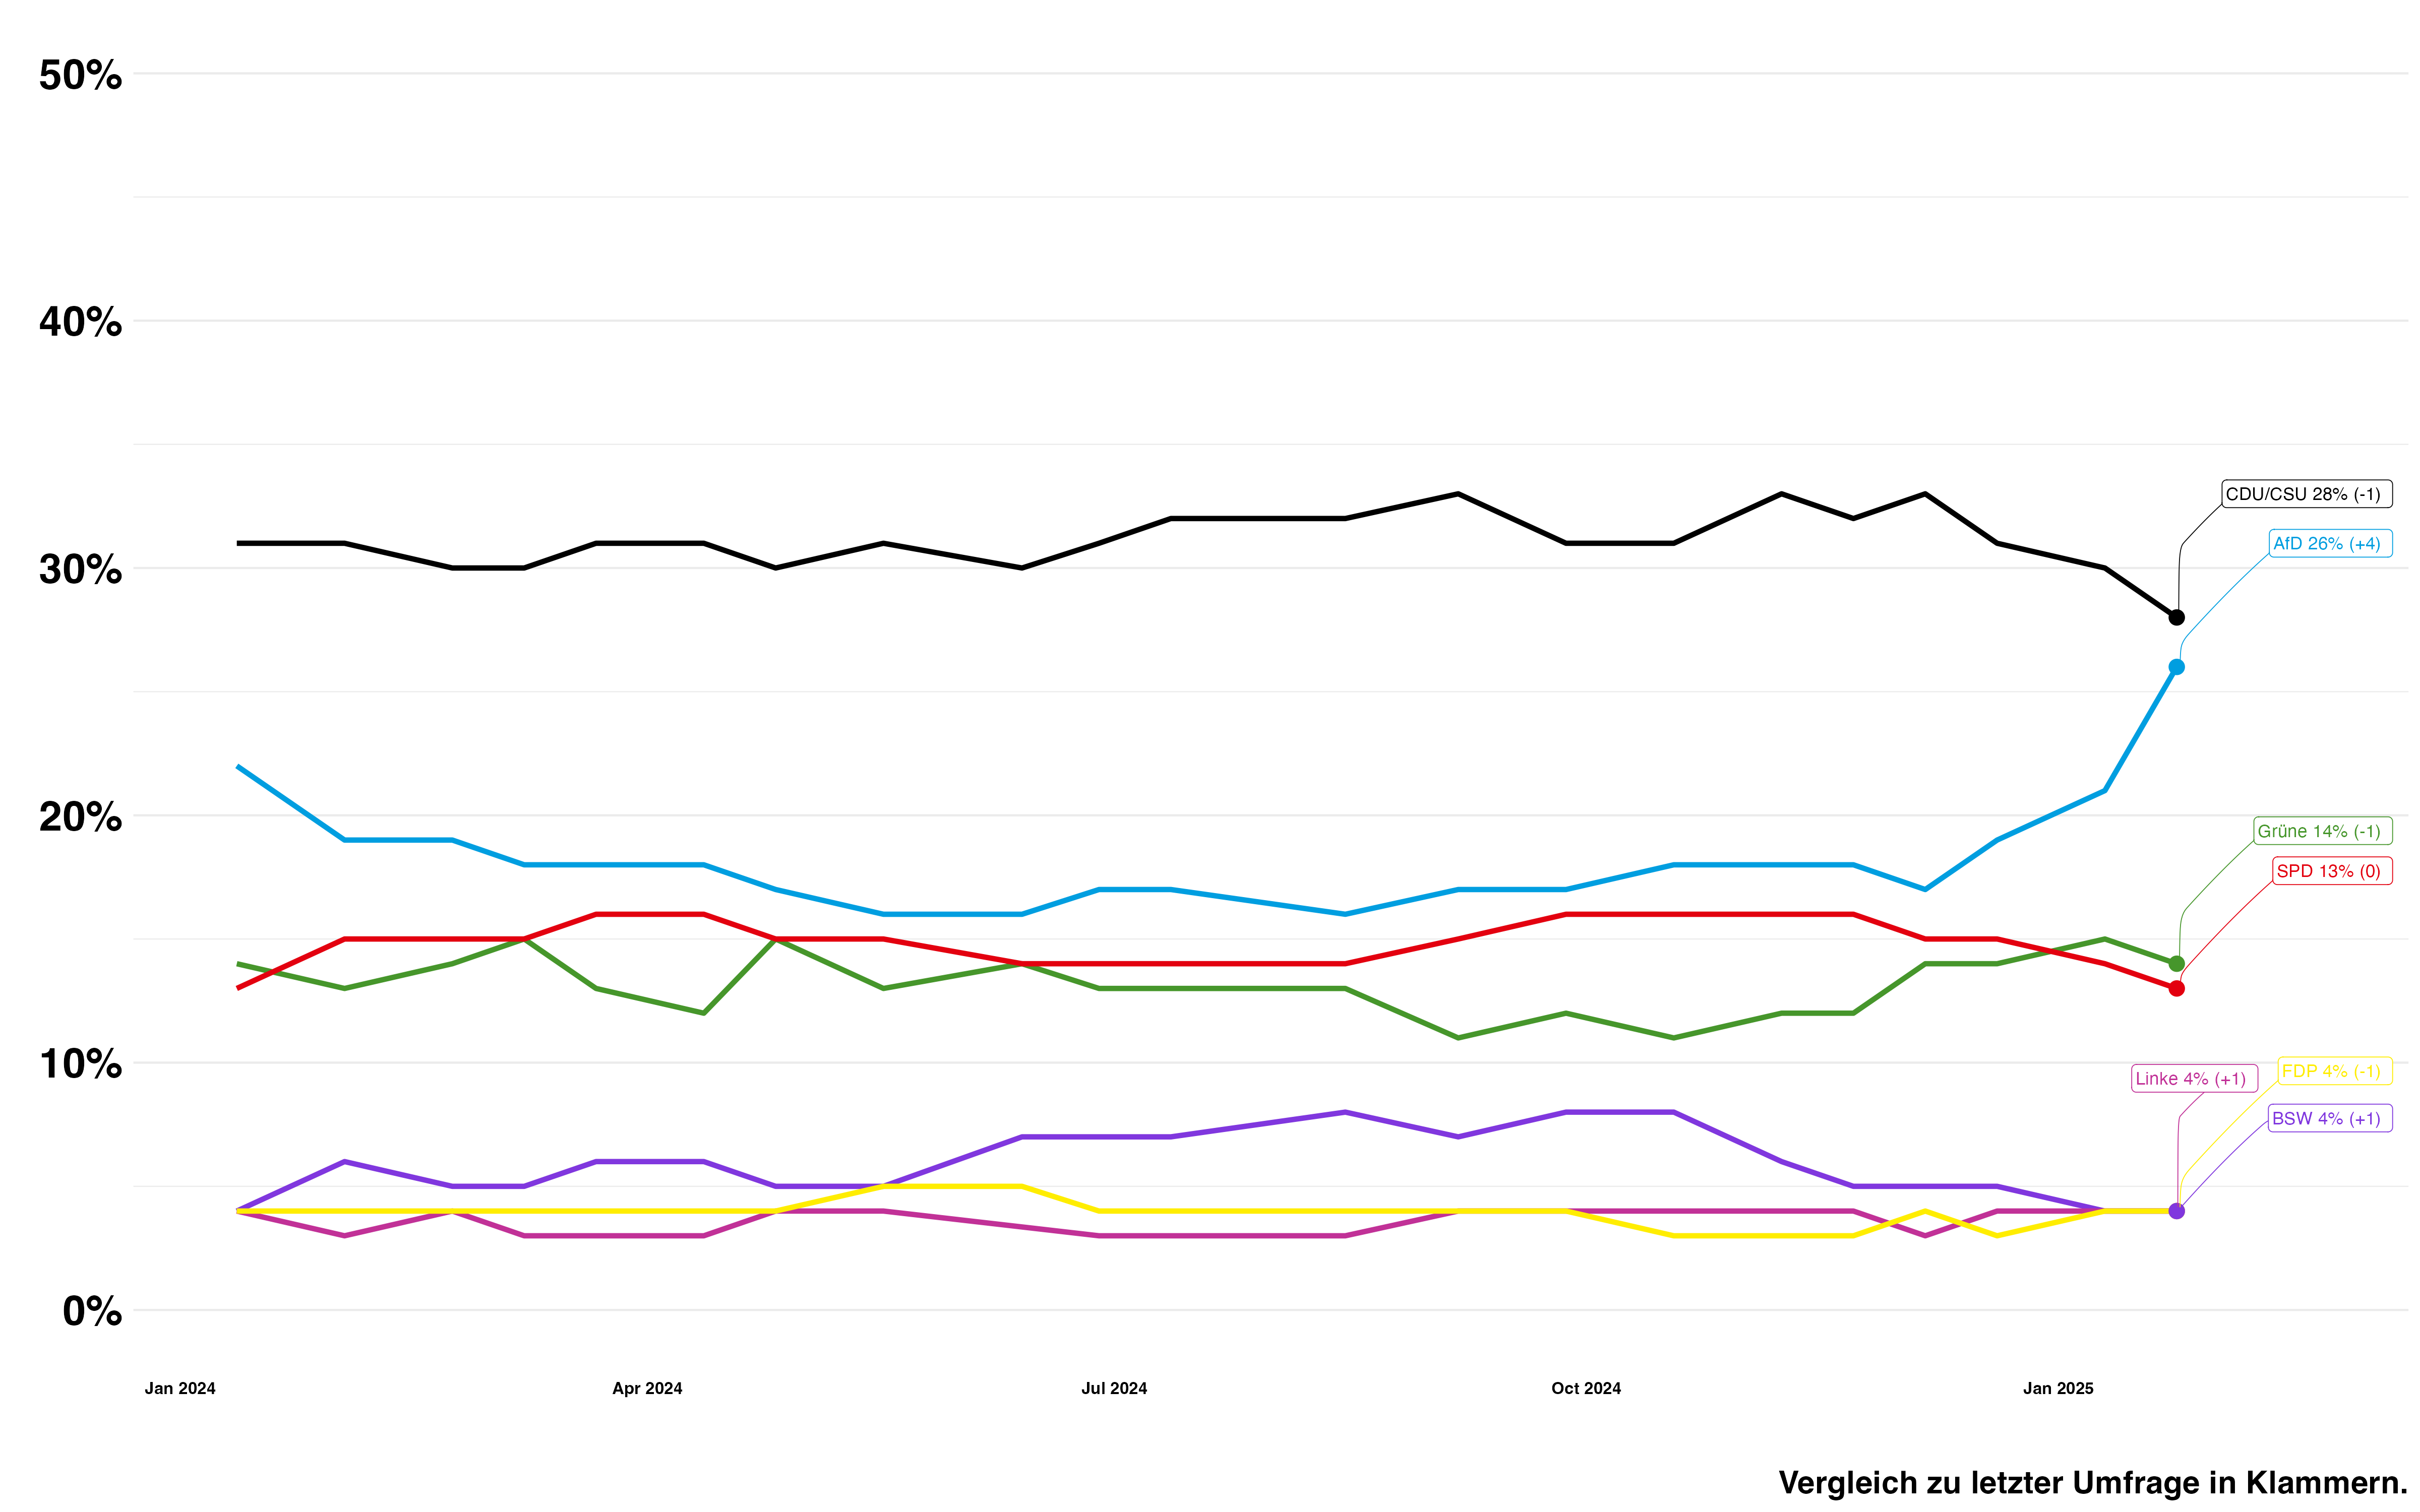 50%
40%
30%
20%
10%
0%
CDU/CSU 28% (-1)
AfD 26% (+4)
Grüne 14% (-1)
SPD 13% (0)
FDP 4% (-1)
Linke 4% (+1)
BSW 4% (+1)
Jan 2024
Apr 2024
Jul 2024
Oct 2024
Jan 2025
Vergleich zu letzter Umfrage in Klammern.